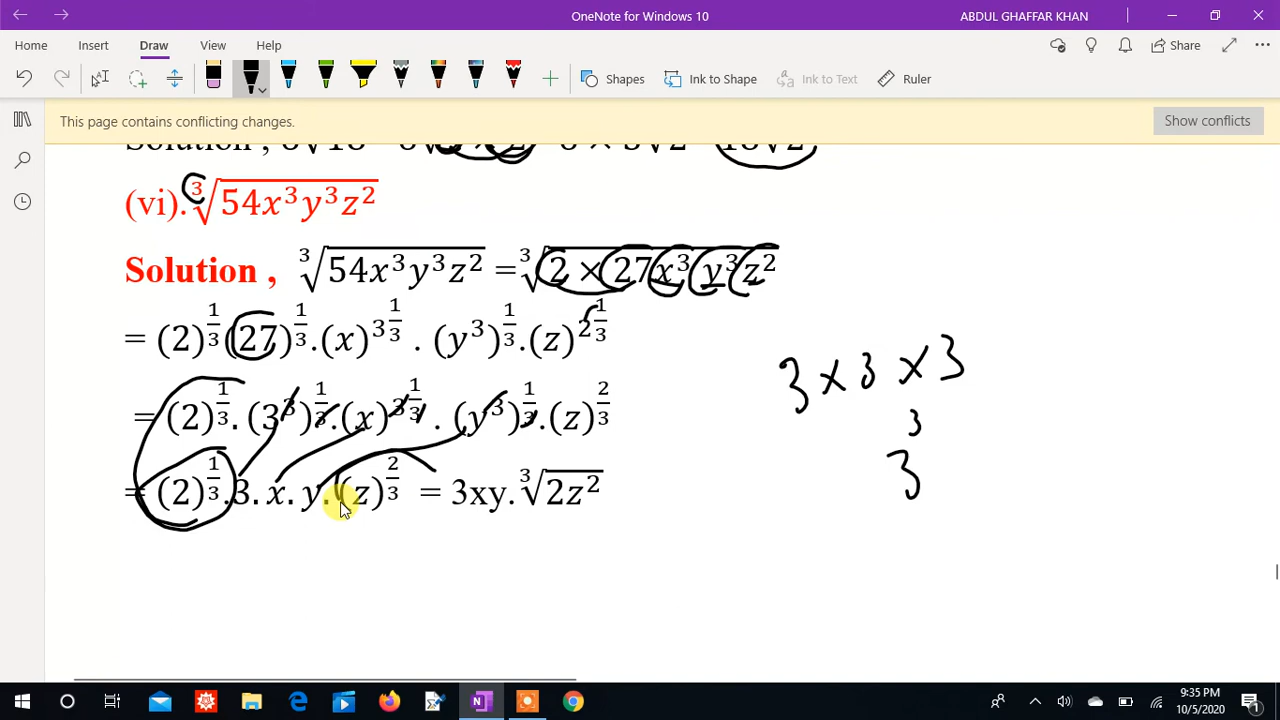 OneNote for Windows 10
ABDUL GHAFFAR KHAN
Home Insert Draw View Help
Share
Shapes Ink to Shape Ink to Text Ruler
This page contains conflicting changes.
Show conflicts
(vi). ∛(54x³y³z²)
Solution , ∛(54x³y³z²) = ∛(2 × 27x³y³z²)
= (2)^(1/3)(27)^(1/3).(x)^(3^(1/3)) . (y³)^(1/3).(z)^(2^(1/3))
= (2)^(1/3).(3³)^(1/3).(x)^(3^(1/3)) . (y³)^(1/3).(z)^(2/3)
= (2)^(1/3).3. x. y.(z)^(2/3) = 3xy.∛(2z²)
3 × 3 × 3
3³
9:35 PM
10/5/2020